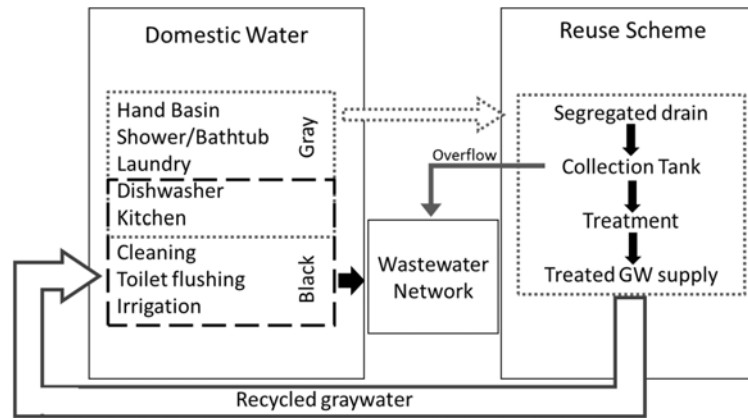 Domestic Water
Hand Basin
Shower/Bathtub
Laundry
Gray
Dishwasher
Kitchen
Cleaning
Toilet flushing
Irrigation
Black
Overflow
Wastewater
Network
Reuse Scheme
Segregated drain
Collection Tank
Treatment
Treated GW supply
Recycled graywater